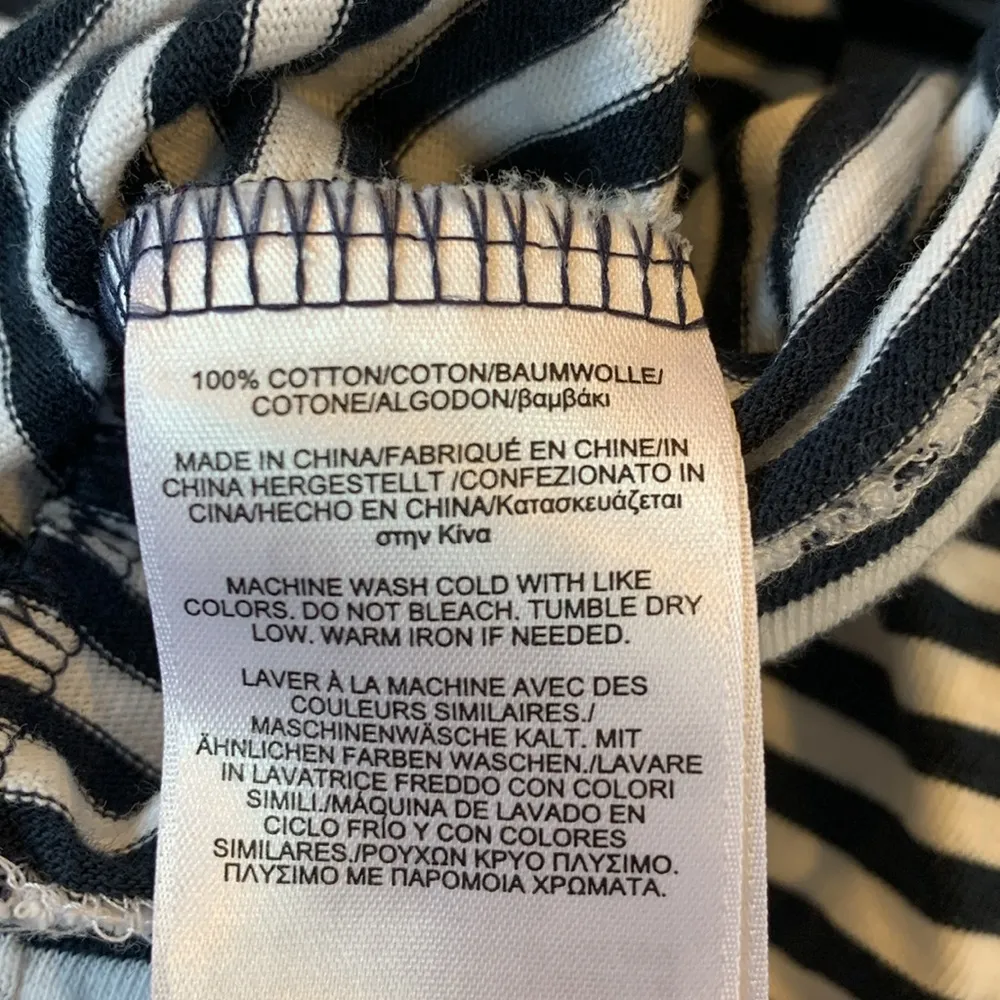 100% COTTON/COTON/BAUMWOLLE/
COTONE/ALGODON/βαμβάκι
MADE IN CHINA/FABRIQUÉ EN CHINE/IN
CHINA HERGESTELLT /CONFEZIONATO IN
CINA/HECHO EN CHINA/Κατασκευάζεται
στην Κίνα
MACHINE WASH COLD WITH LIKE
COLORS. DO NOT BLEACH. TUMBLE DRY
LOW. WARM IRON IF NEEDED.
LAVER À LA MACHINE AVEC DES
COULEURS SIMILAIRES./
MASCHINENWÄSCHE KALT. MIT
ÄHNLICHEN FARBEN WASCHEN./LAVARE
IN LAVATRICE FREDDO CON COLORI
SIMILI./MÁQUINA DE LAVADO EN
CICLO FRÍO Y CON COLORES
SIMILARES./ΡΟΥΧΩΝ ΚΡΥΟ ΠΛΥΣΙΜΟ.
ΠΛΥΣΙΜΟ ΜΕ ΠΑΡΟΜΟΙΑ ΧΡΩΜΑΤΑ.